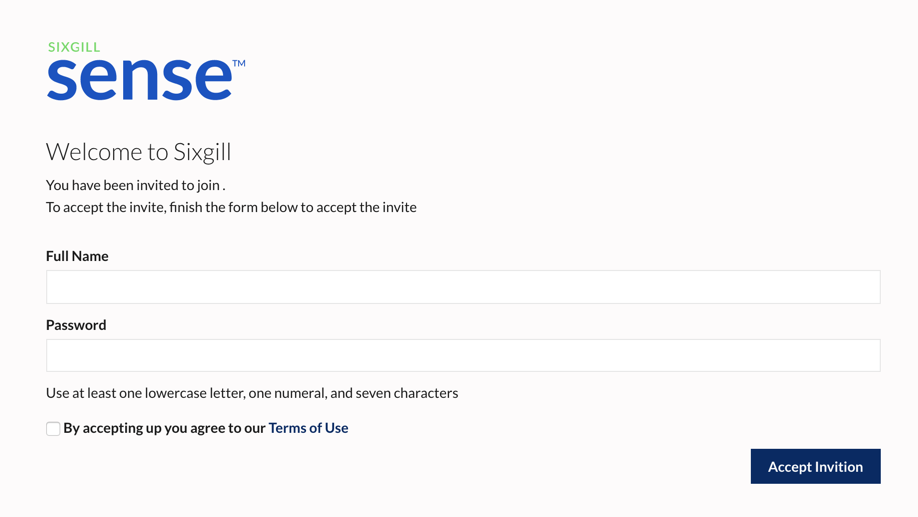 SIXGILL
sense™
Welcome to Sixgill
You have been invited to join .
To accept the invite, finish the form below to accept the invite
Full Name
Password
Use at least one lowercase letter, one numeral, and seven characters
By accepting up you agree to our Terms of Use
Accept Invition